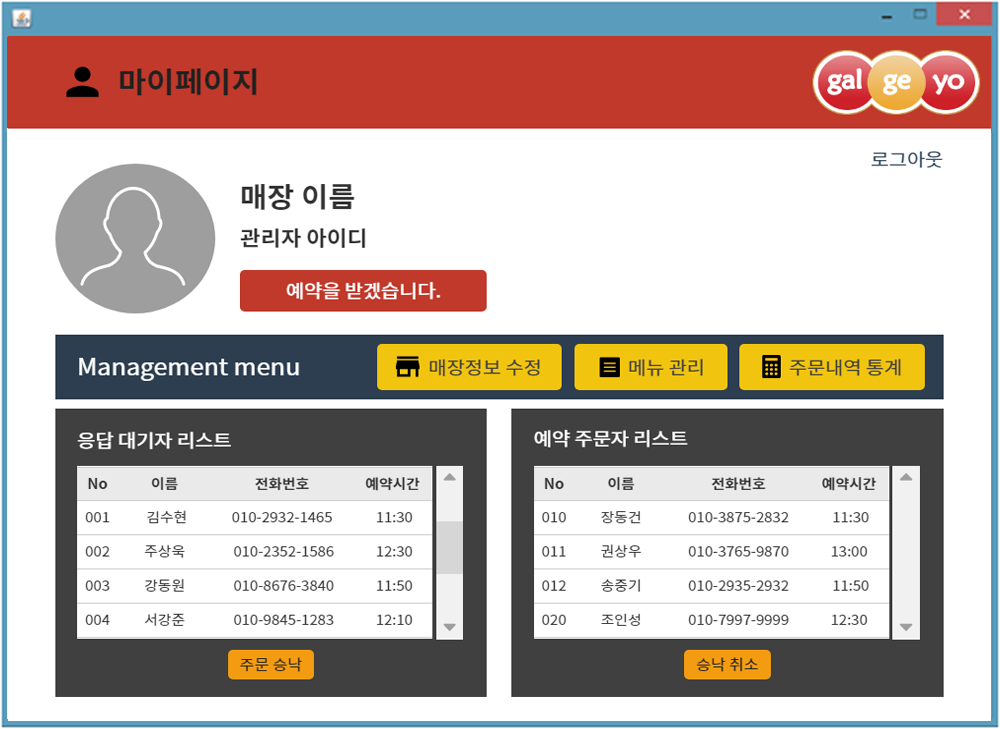 마이페이지
gal ge yo
로그아웃
매장 이름
관리자 아이디
예약을 받겠습니다.
Management menu
매장정보 수정
메뉴 관리
주문내역 통계
응답 대기자 리스트
No 이름 전화번호 예약시간
001 김수현 010-2932-1465 11:30
002 주상욱 010-2352-1586 12:30
003 강동원 010-8676-3840 11:50
004 서강준 010-9845-1283 12:10
주문 승낙
예약 주문자 리스트
No 이름 전화번호 예약시간
010 장동건 010-3875-2832 11:30
011 권상우 010-3765-9870 13:00
012 송중기 010-2935-2932 11:50
020 조인성 010-7997-9999 12:30
승낙 취소